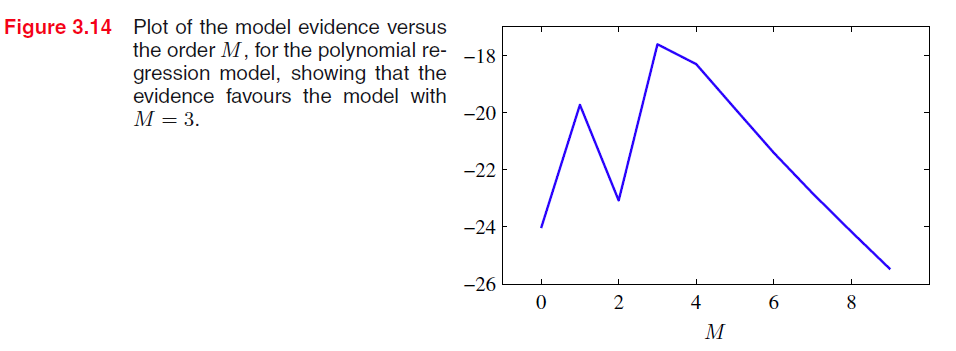 Figure 3.14 Plot of the model evidence versus
the order M, for the polynomial re-
gression model, showing that the
evidence favours the model with
M = 3.
−18
−20
−22
−24
−26
0 2 4 6 8
M